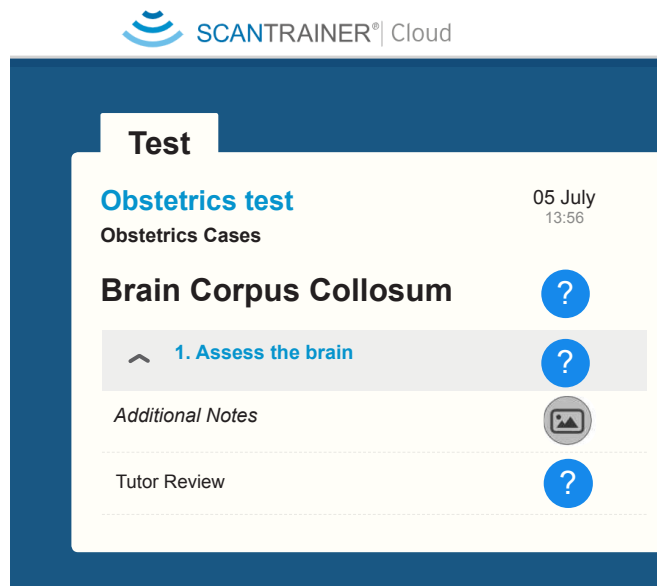 SCANTRAINER® | Cloud
Test
Obstetrics test 05 July
13:56
Obstetrics Cases
Brain Corpus Collosum ?
1. Assess the brain ?
Additional Notes
Tutor Review ?